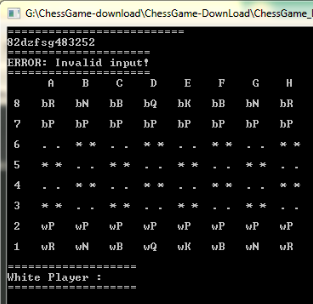 G:\ChessGame-download\ChessGame-DownLoad\ChessGame_
===========================
82dzfsg483252
====================
ERROR: Invalid input!
====================
A B C D E F G H
8 bR bN bB bQ bK bB bN bR
7 bP bP bP bP bP bP bP bP
6 . . * * . . * * . . * * . . * *
5 * * . . * * . . * * . . * * . .
4 . . * * . . * * . . * * . . * *
3 * * . . * * . . * * . . * * . .
2 wP wP wP wP wP wP wP wP
1 wR wN wB wQ wK wB wN wR
==================
White Player :
==================